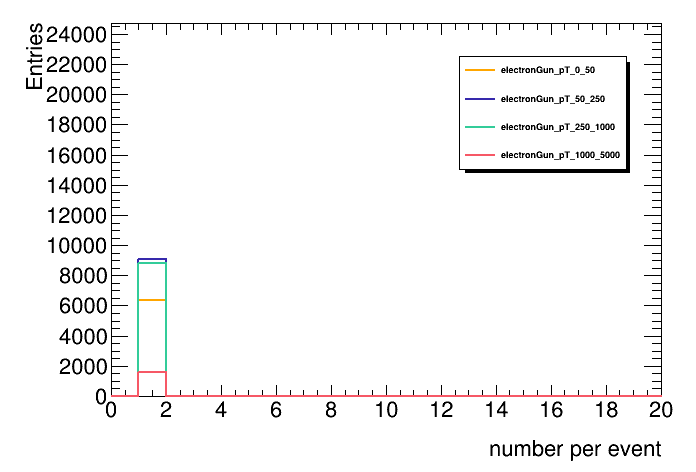 Entries
24000
22000
20000
18000
16000
14000
12000
10000
8000
6000
4000
2000
0
electronGun_pT_0_50
electronGun_pT_50_250
electronGun_pT_250_1000
electronGun_pT_1000_5000
0 2 4 6 8 10 12 14 16 18 20
number per event